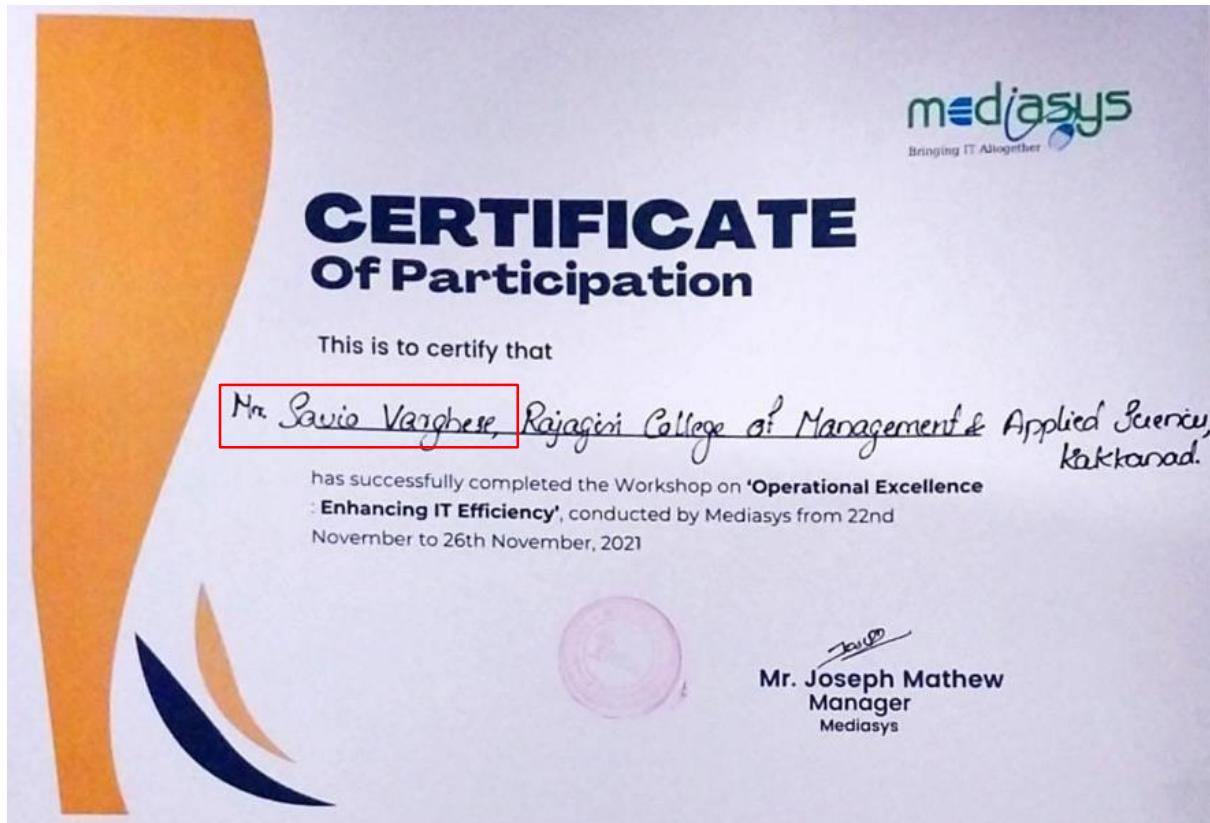 mediasys
Bringing IT Altogether
CERTIFICATE
Of Participation
This is to certify that
Mr. Savio Varghese, Rajagiri College of Management & Applied Sciences,
Kakkanad.
has successfully completed the Workshop on 'Operational Excellence
: Enhancing IT Efficiency', conducted by Mediasys from 22nd
November to 26th November, 2021
Mr. Joseph Mathew
Manager
Mediasys